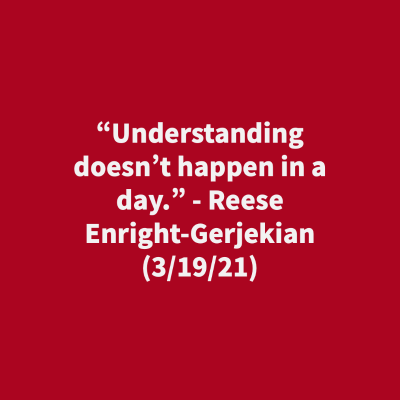 “Understanding
doesn’t happen in a
day.” - Reese
Enright-Gerjekian
(3/19/21)